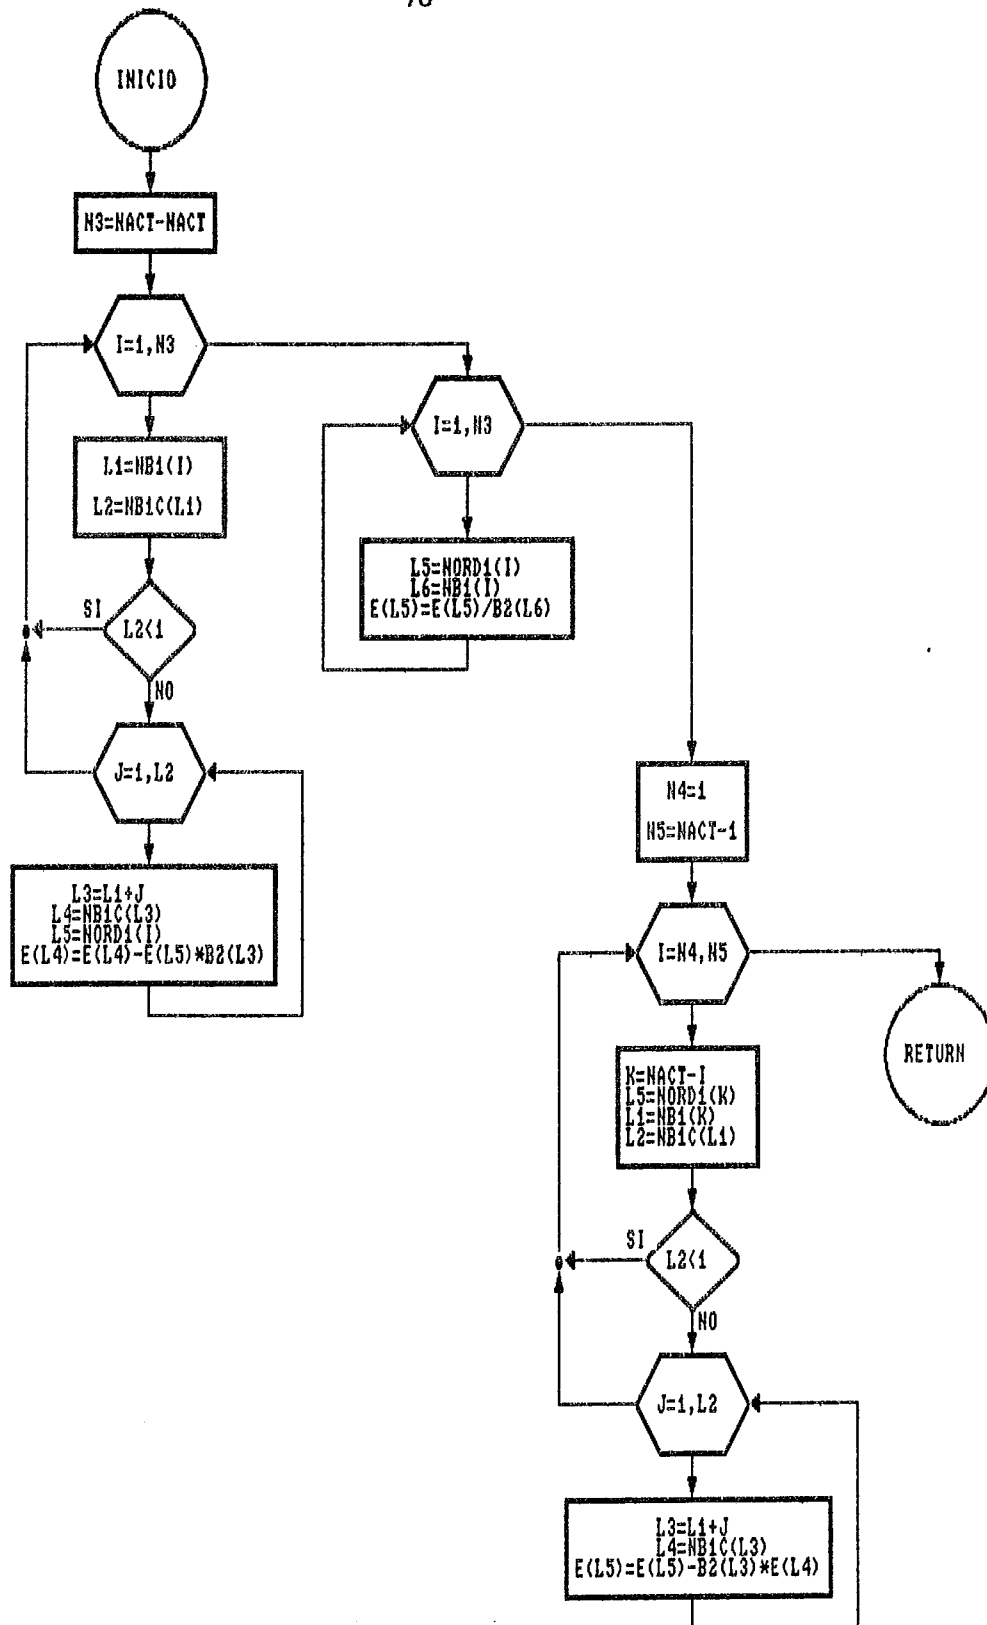 INICIO
N3=NACT-NACT
I=1,N3
L1=NB1(I)
L2=NB1C(L1)
SI
L2<1
NO
J=1,L2
L3=L1+J
L4=NB1C(L3)
L5=NORD1(I)
E(L4)=E(L4)-E(L5)*B2(L3)
I=1,N3
L5=NORD1(I)
L6=NB1(I)
E(L5)=E(L5)/B2(L6)
N4=1
N5=NACT-1
I=N4,N5
RETURN
K=NACT-I
L5=NORD1(K)
L1=NB1(K)
L2=NB1C(L1)
SI
L2<1
NO
J=1,L2
L3=L1+J
L4=NB1C(L3)
E(L5)=E(L5)-B2(L3)*E(L4)